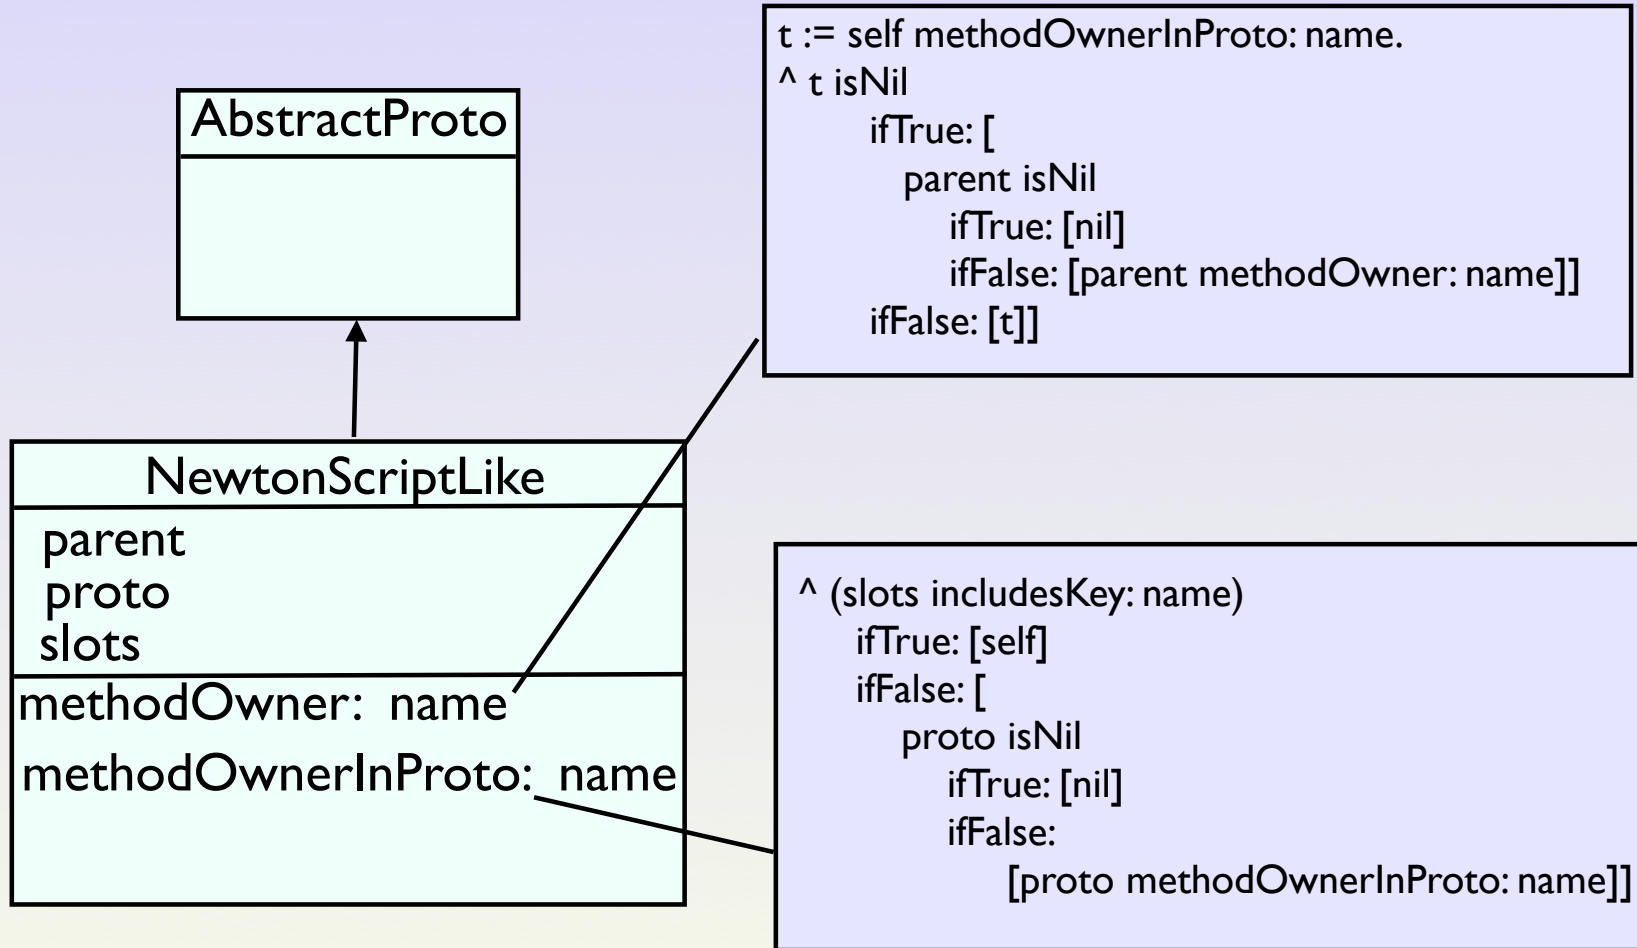 AbstractProto
NewtonScriptLike
parent
proto
slots
methodOwner: name
methodOwnerInProto: name
t := self methodOwnerInProto: name.
^ t isNil
ifTrue: [
parent isNil
ifTrue: [nil]
ifFalse: [parent methodOwner: name]]
ifFalse: [t]]
^ (slots includesKey: name)
ifTrue: [self]
ifFalse: [
proto isNil
ifTrue: [nil]
ifFalse:
[proto methodOwnerInProto: name]]